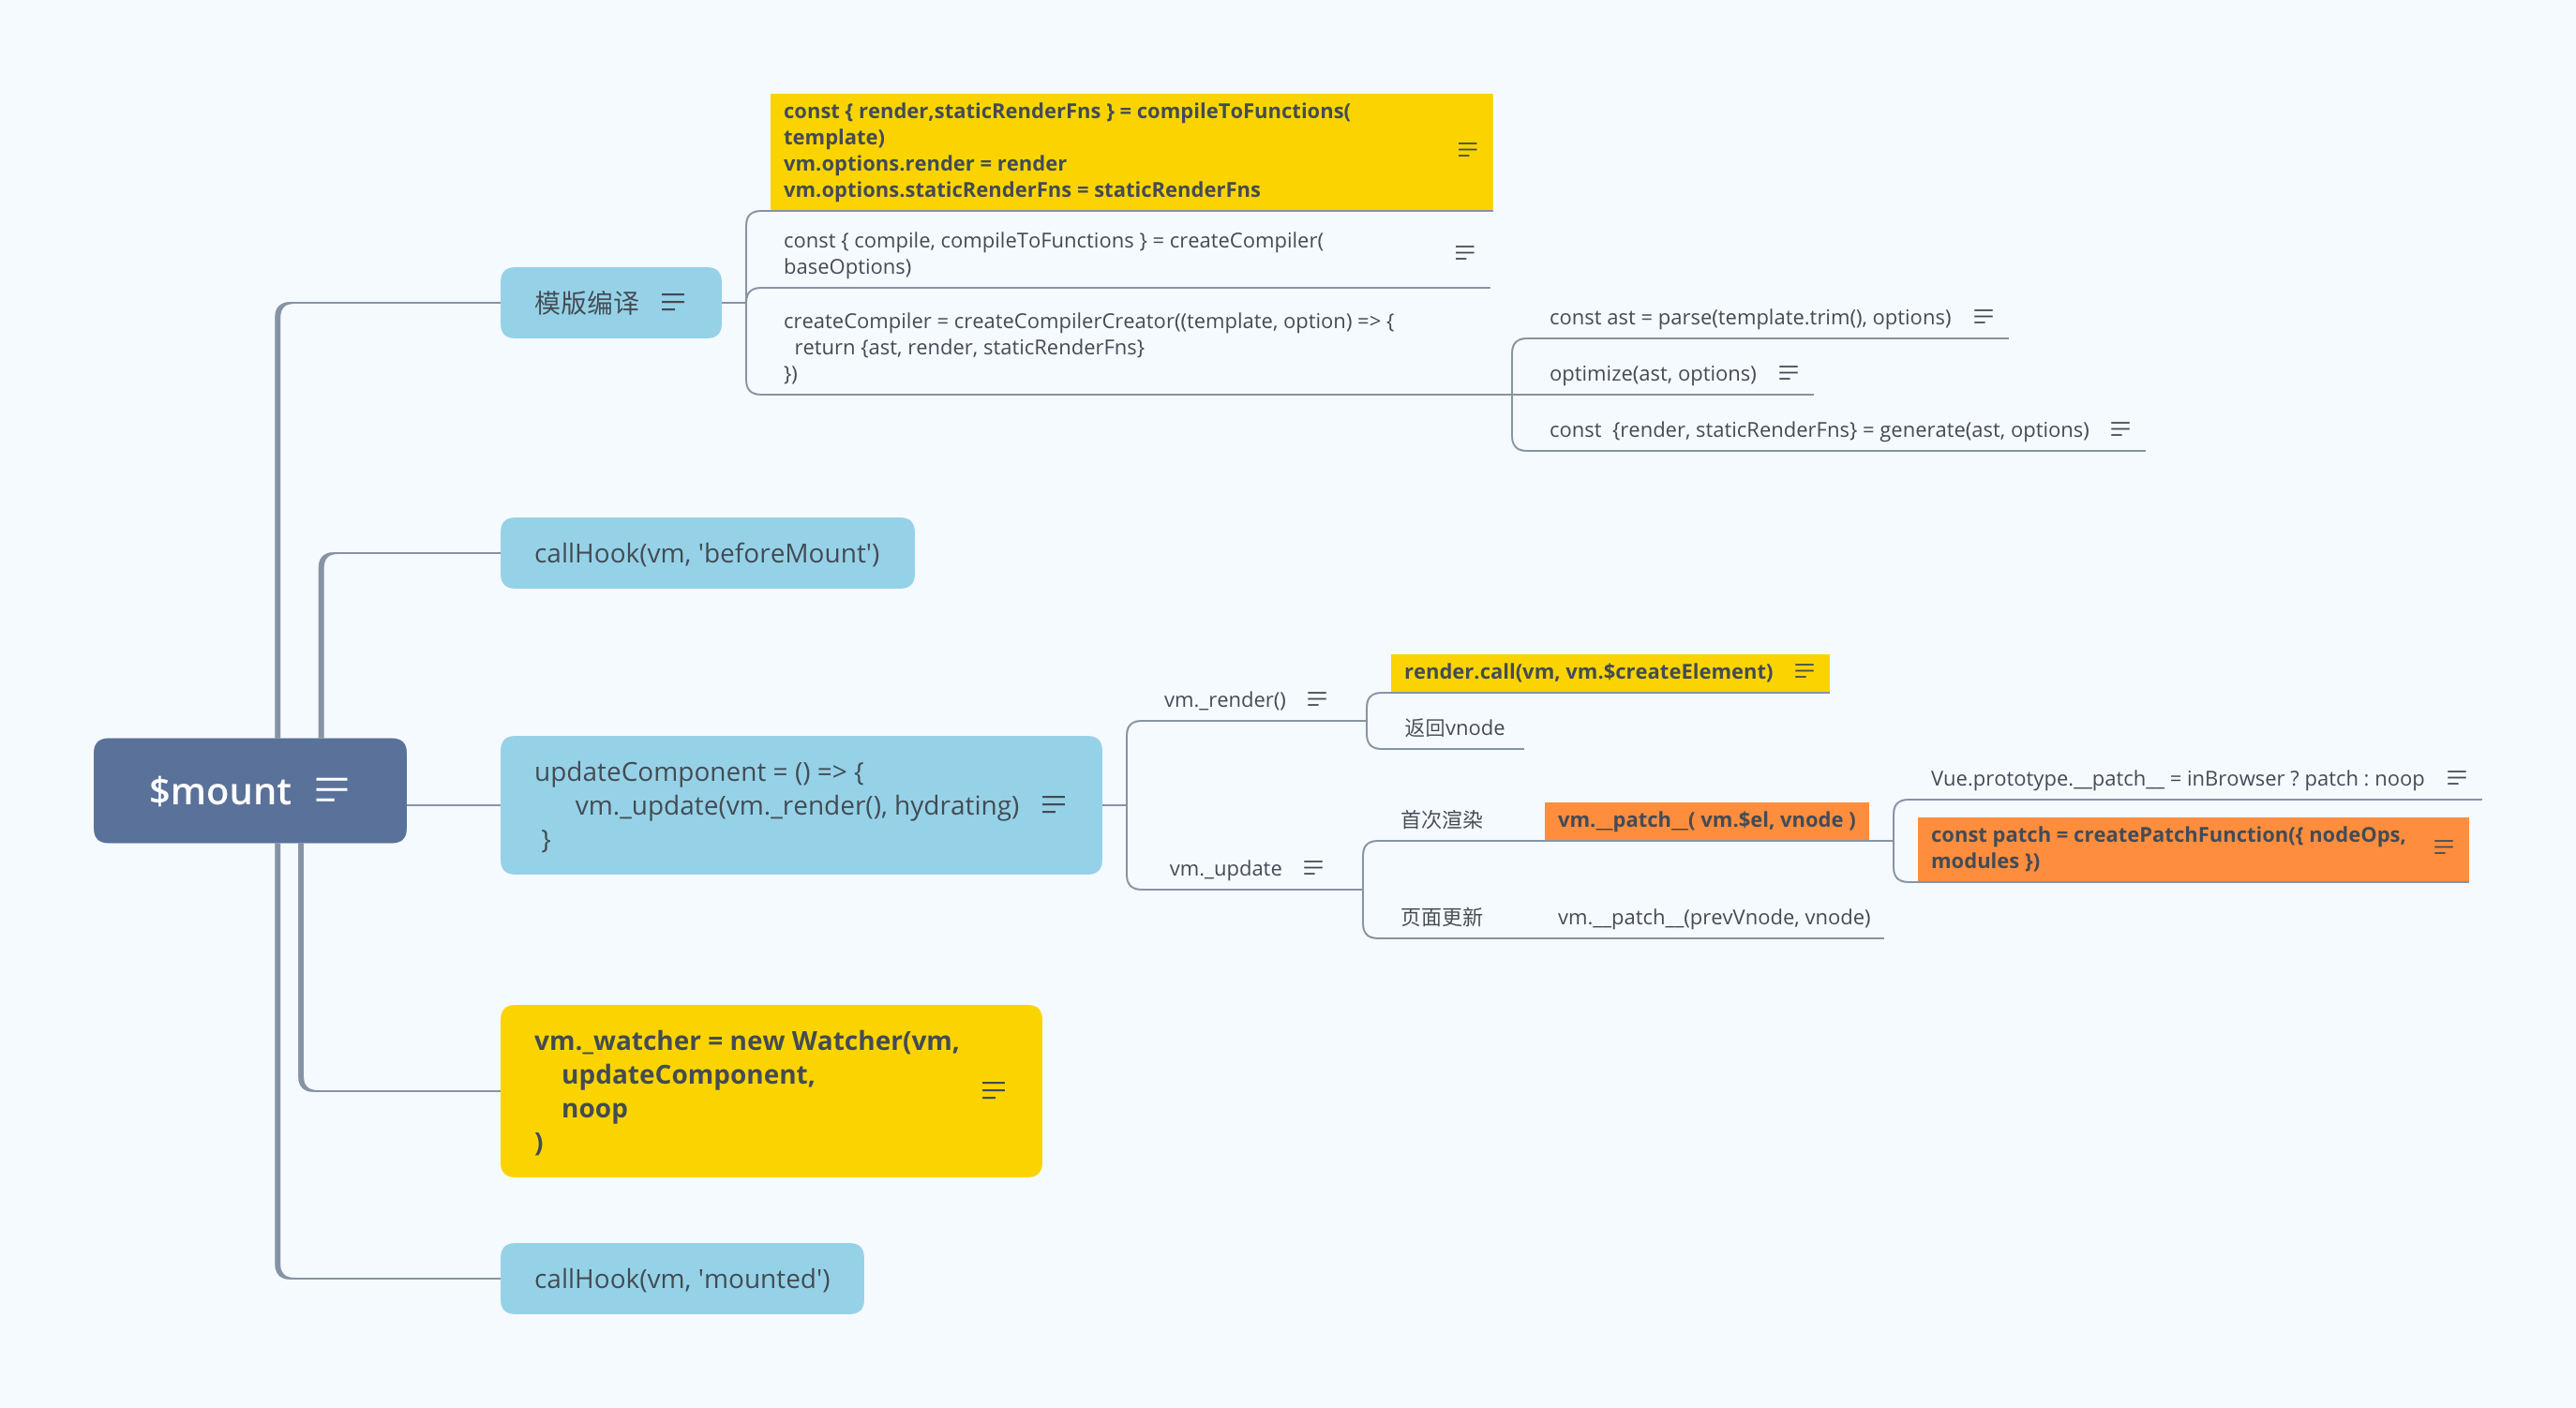 $mount
模版编译
const { render,staticRenderFns } = compileToFunctions(
template)
vm.options.render = render
vm.options.staticRenderFns = staticRenderFns
const { compile, compileToFunctions } = createCompiler(
baseOptions)
createCompiler = createCompilerCreator((template, option) => {
  return {ast, render, staticRenderFns}
})
const ast = parse(template.trim(), options)
optimize(ast, options)
const  {render, staticRenderFns} = generate(ast, options)
callHook(vm, 'beforeMount')
updateComponent = () => {
      vm._update(vm._render(), hydrating)
 }
vm._render()
render.call(vm, vm.$createElement)
返回vnode
vm._update
首次渲染
vm.__patch__( vm.$el, vnode )
Vue.prototype.__patch__ = inBrowser ? patch : noop
const patch = createPatchFunction({ nodeOps,
modules })
页面更新
vm.__patch__(prevVnode, vnode)
vm._watcher = new Watcher(vm,
    updateComponent,
    noop
)
callHook(vm, 'mounted')